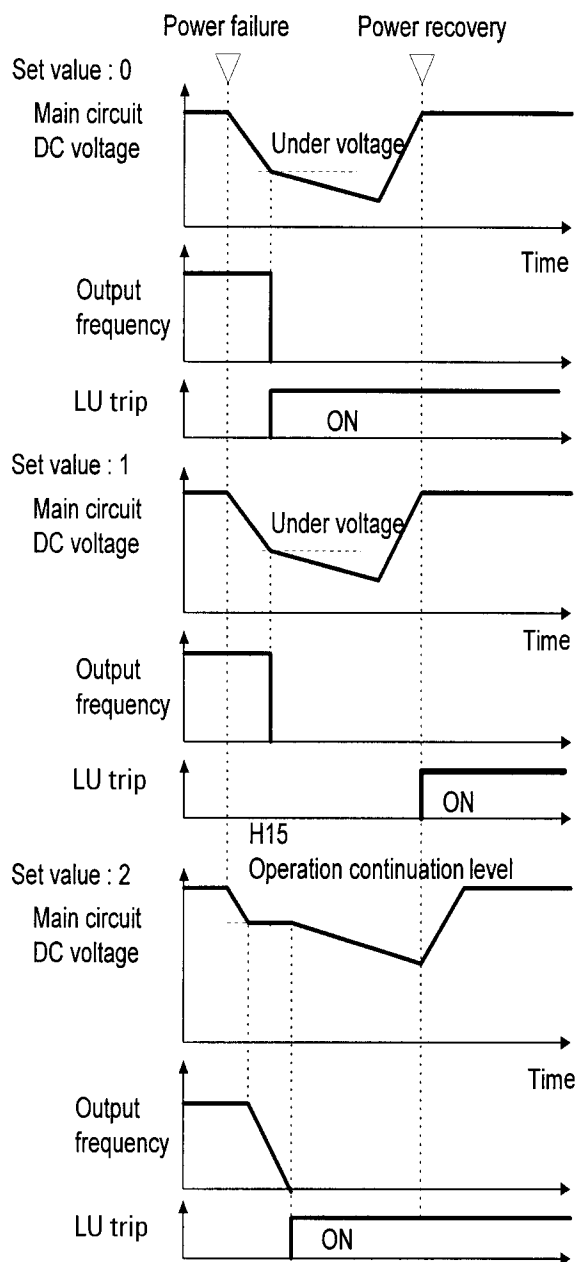 Power failure
Power recovery
Set value : 0
Main circuit
DC voltage
Under voltage
Time
Output
frequency
LU trip
ON
Set value : 1
Main circuit
DC voltage
Under voltage
Time
Output
frequency
LU trip
ON
H15
Operation continuation level
Set value : 2
Main circuit
DC voltage
Time
Output
frequency
LU trip
ON